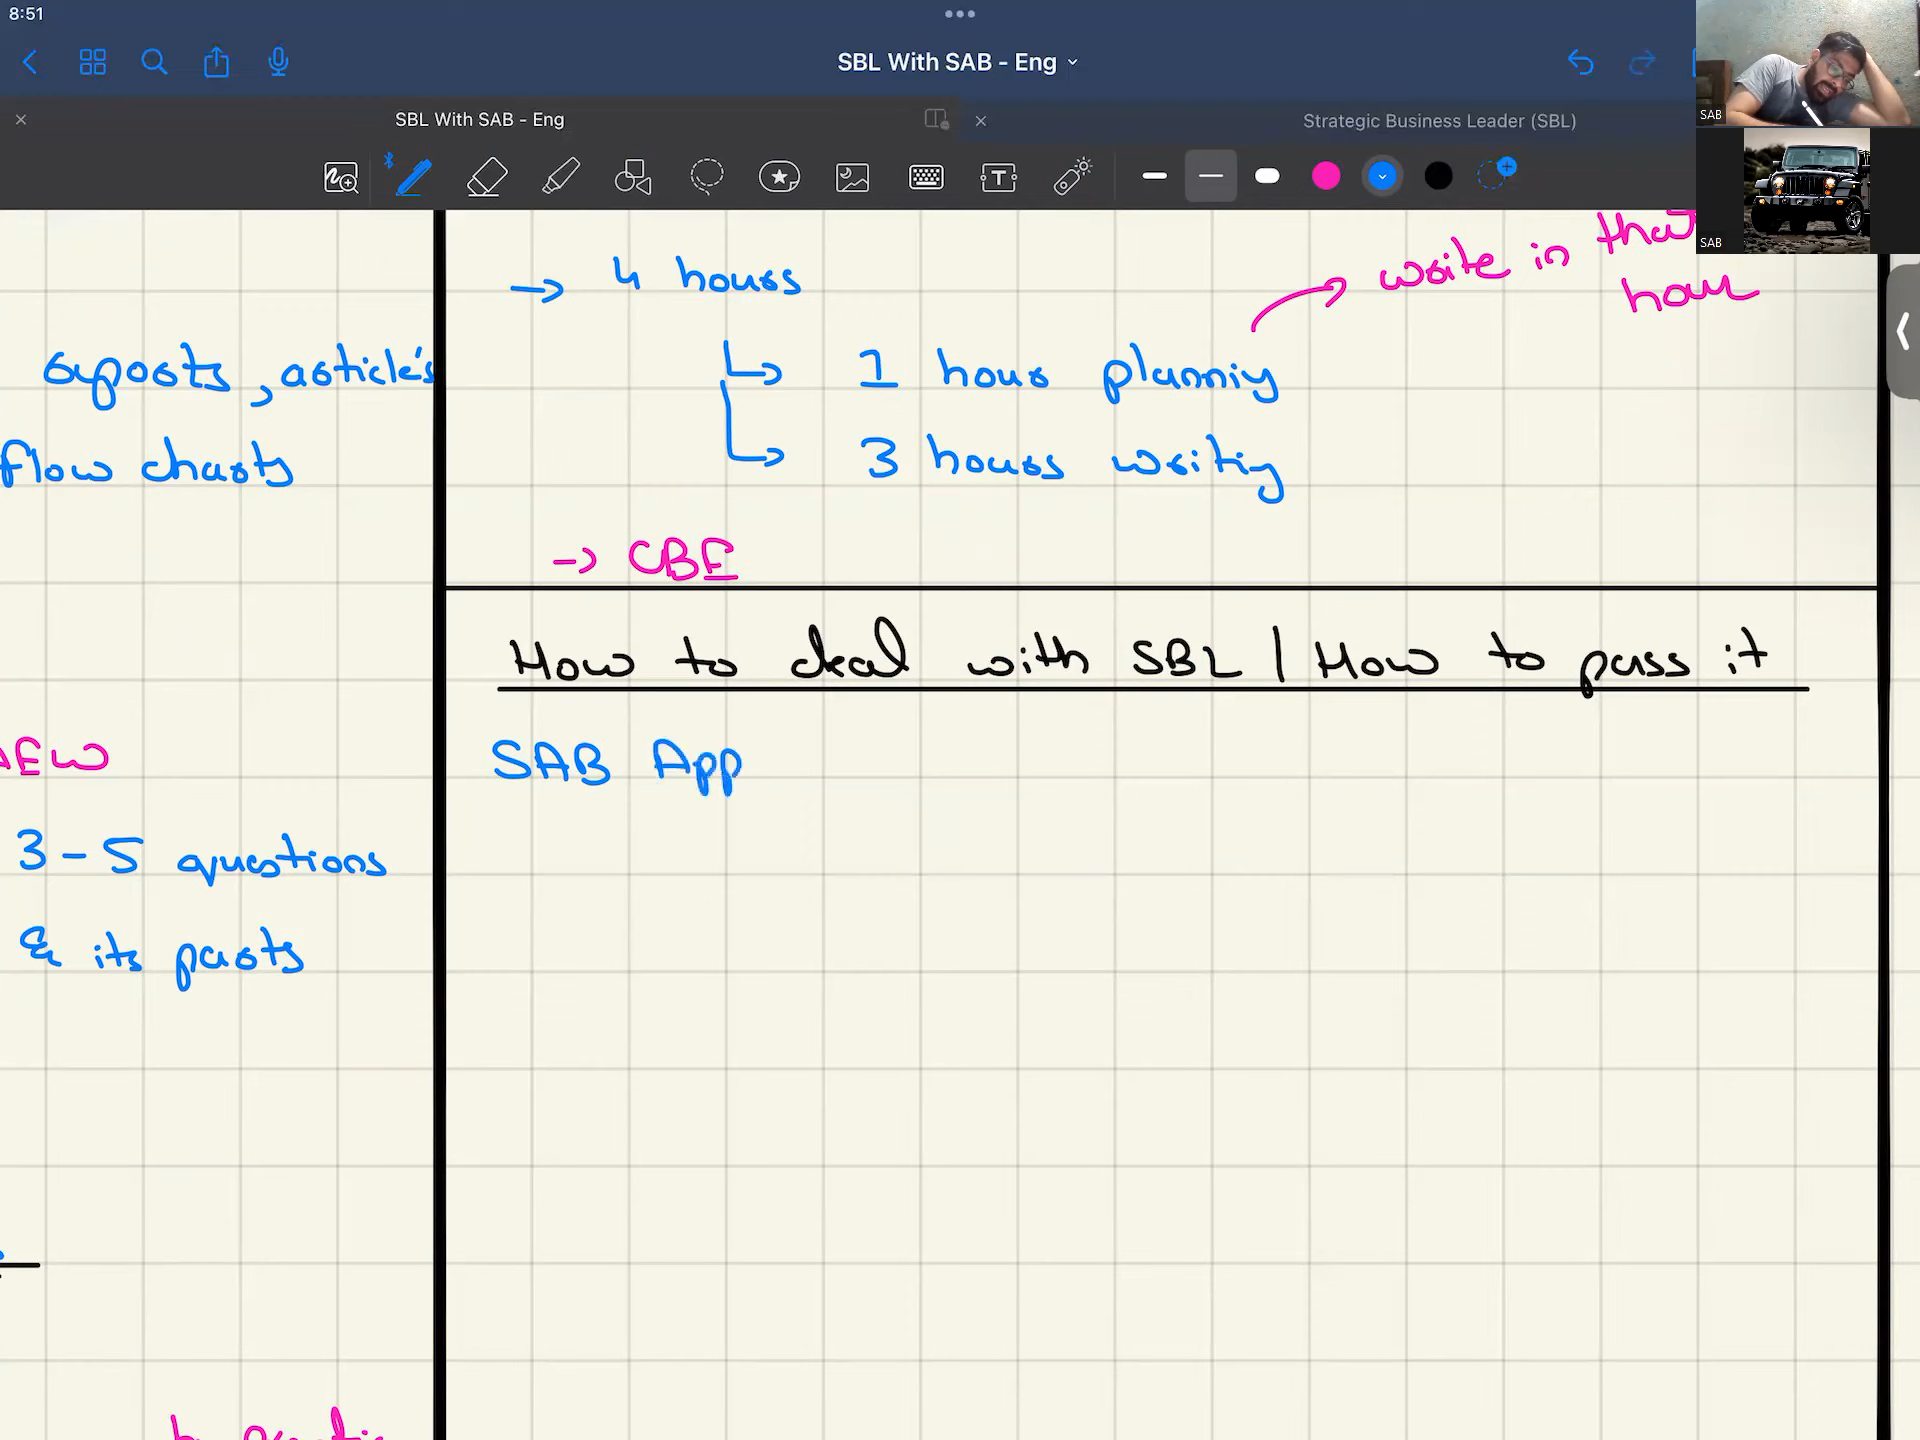 8:51
SBL With SAB - Eng
SBL With SAB - Eng
Strategic Business Leader (SBL)
SAB
SAB
→ 4 hours
write in that
hour
1 hour planning
3 hours writing
→ CBE
reports, article's
flow charts
How to deal with SBL | How to pass it
SAB App
3-5 questions
& its parts